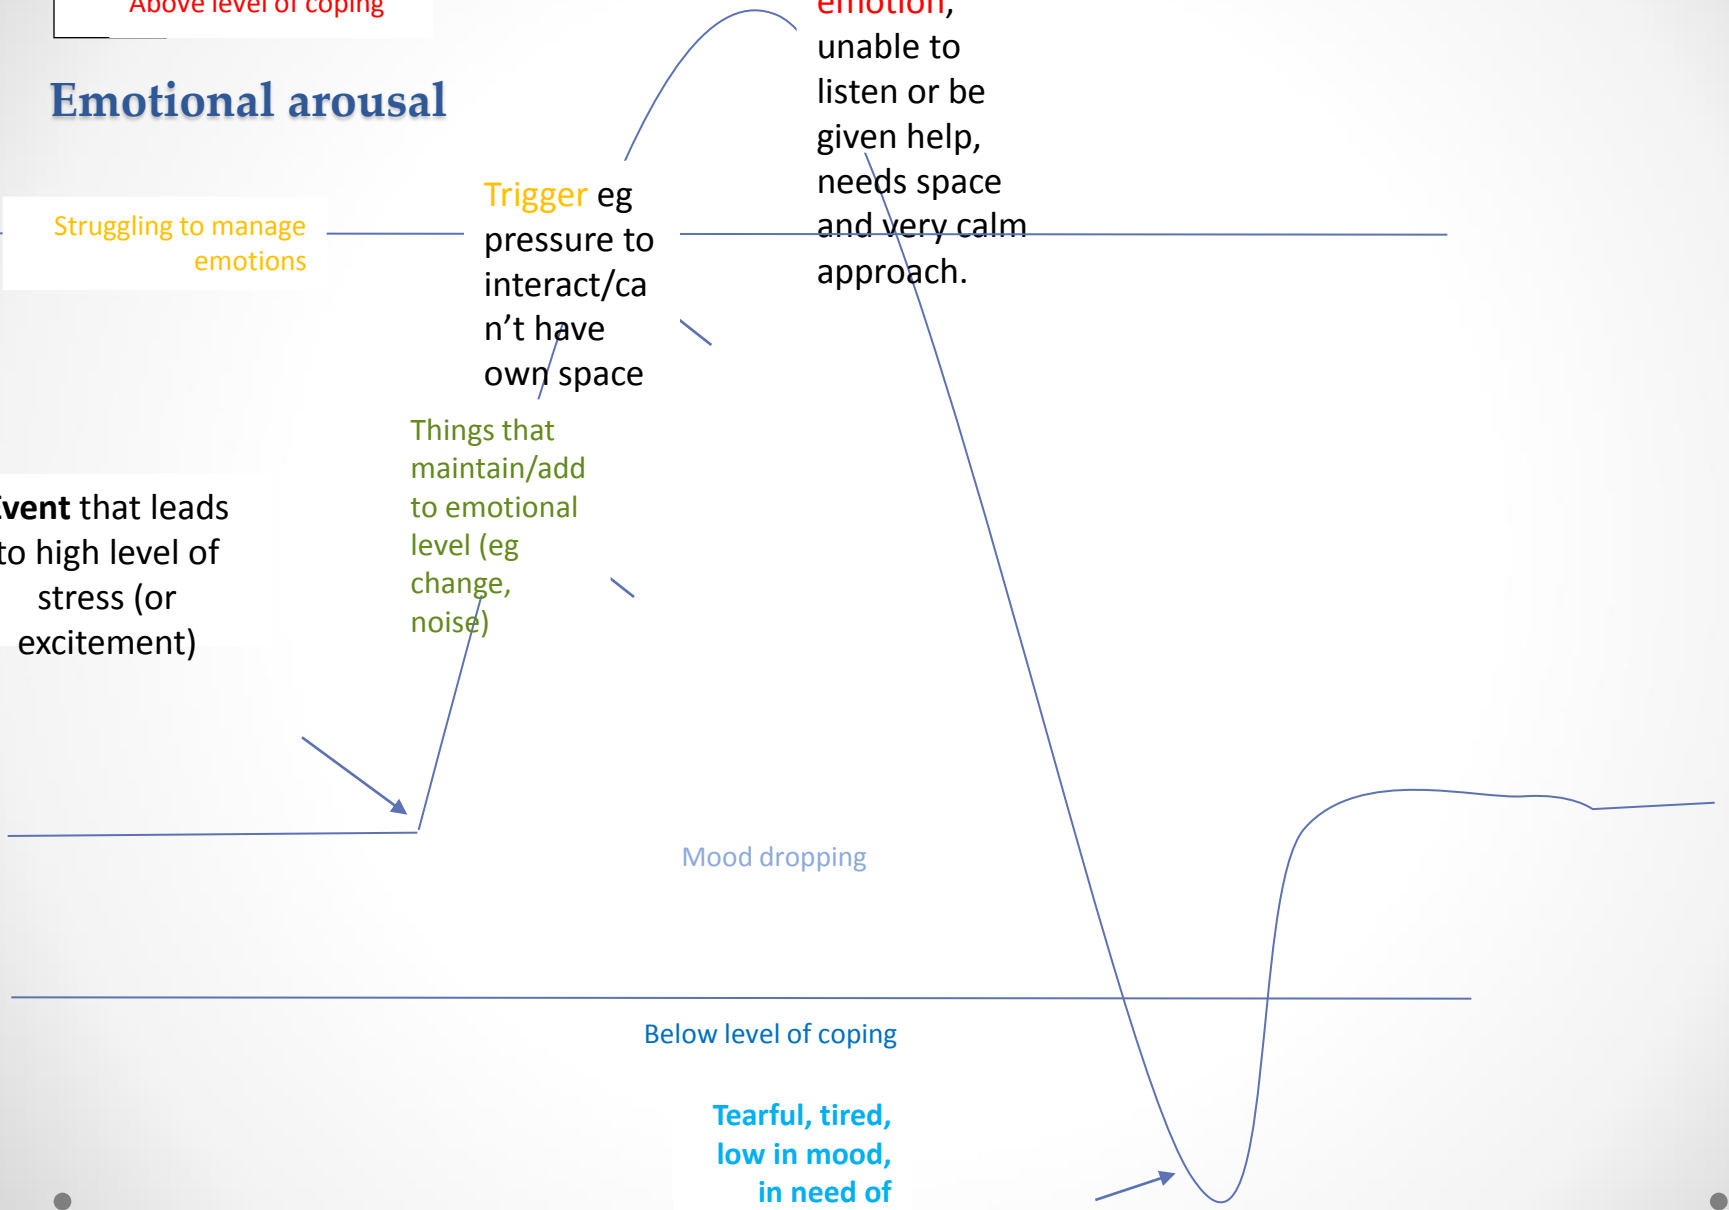 Above level of coping
emotion,
unable to
listen or be
given help,
needs space
and very calm
approach.
Emotional arousal
Struggling to manage
emotions
Trigger eg
pressure to
interact/ca
n't have
own space
Things that
maintain/add
to emotional
level (eg
change,
noise)
Event that leads
to high level of
stress (or
excitement)
Mood dropping
Below level of coping
Tearful, tired,
low in mood,
in need of